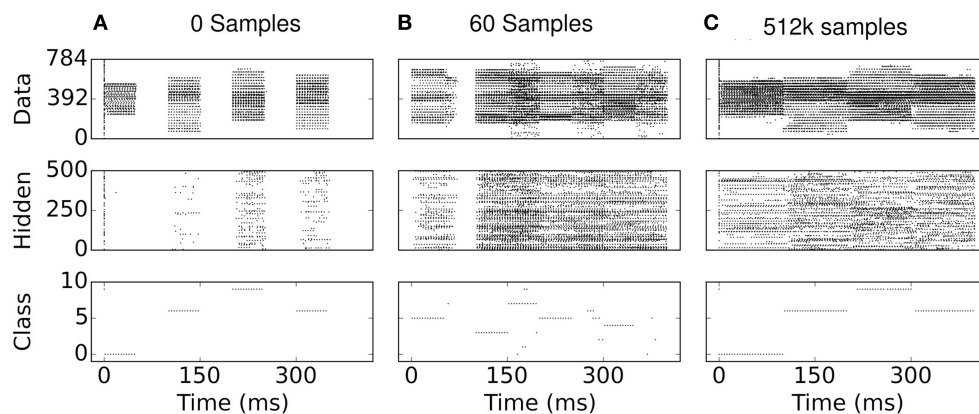 A 0 Samples
B 60 Samples
C 512k samples
Data
784
392
0
Hidden
500
250
0
Class
10
5
0
0 150 300
Time (ms)
0 150 300
Time (ms)
0 150 300
Time (ms)